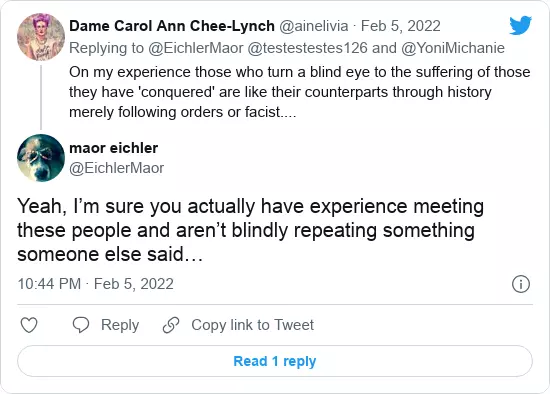 Dame Carol Ann Chee-Lynch @ainelivia · Feb 5, 2022
Replying to @EichlerMaor @testestestes126 and @YoniMichanie
On my experience those who turn a blind eye to the suffering of those
they have 'conquered' are like their counterparts through history
merely following orders or facist....
maor eichler
@EichlerMaor
Yeah, I’m sure you actually have experience meeting
these people and aren’t blindly repeating something
someone else said…
10:44 PM · Feb 5, 2022
Reply
Copy link to Tweet
Read 1 reply